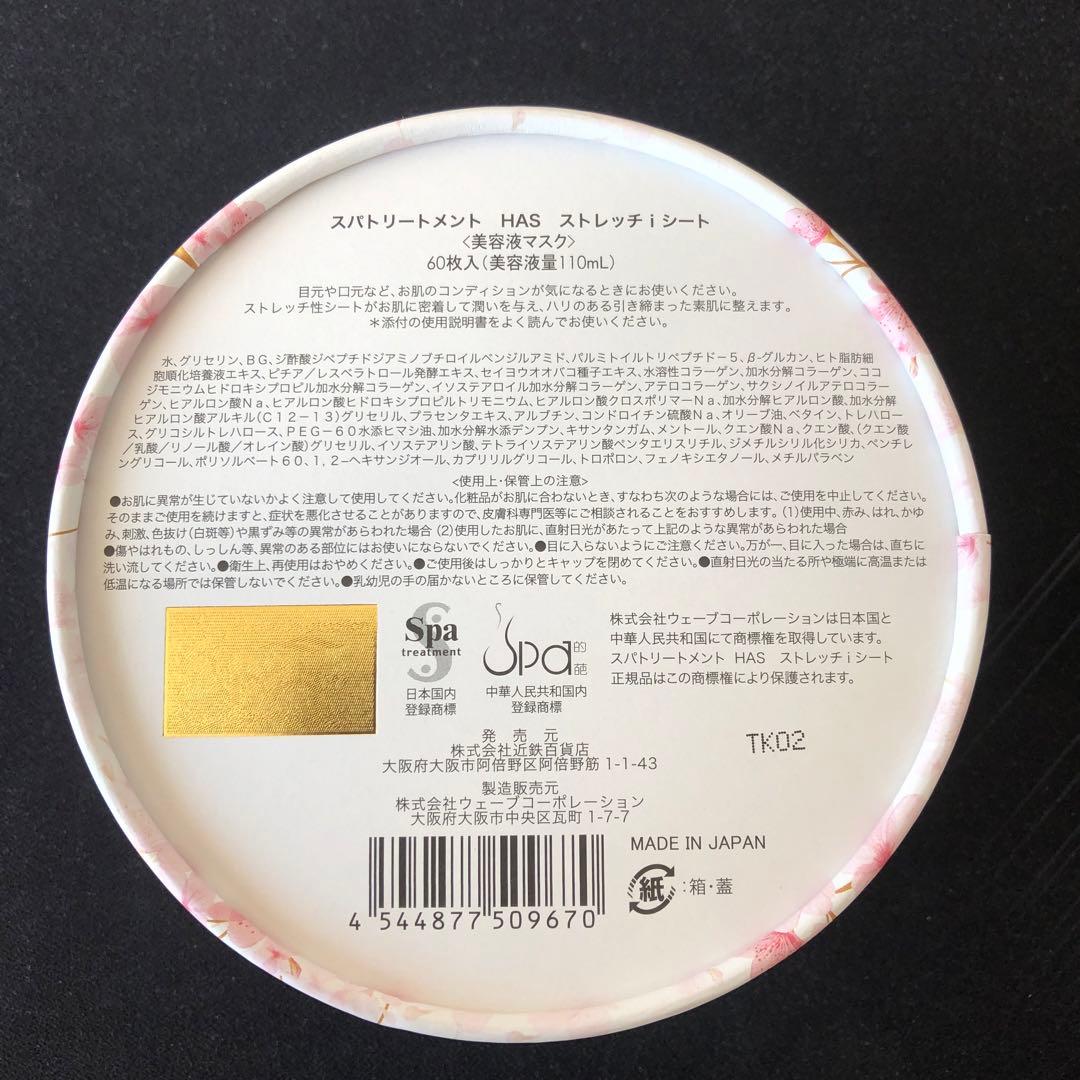 スパトリートメント　HAS　ストレッチｉシート
〈美容液マスク〉
60枚入（美容液量110mL）
目元や口元など、お肌のコンディションが気になるときにお使いください。
ストレッチ性シートがお肌に密着して潤いを与え、ハリのある引き締まった素肌に整えます。
＊添付の使用説明書をよく読んでお使いください。
水、グリセリン、ＢＧ、ジ酢酸ジペプチドジアミノブチロイルベンジルアミド、パルミトイルトリペプチド－５、β-グルカン、ヒト脂肪細
胞順化培養液エキス、ピチア／レスベラトロール発酵エキス、セイヨウオオバコ種子エキス、水溶性コラーゲン、加水分解コラーゲン、ココ
ジモニウムヒドロキシプロピル加水分解コラーゲン、イソステアロイル加水分解コラーゲン、アテロコラーゲン、サクシノイルアテロコラー
ゲン、ヒアルロン酸Ｎａ、ヒアルロン酸ヒドロキシプロピルトリモニウム、ヒアルロン酸クロスポリマーＮａ、加水分解ヒアルロン酸、加水分解
ヒアルロン酸アルキル（Ｃ１２－１３）グリセリル、プラセンタエキス、アルブチン、コンドロイチン硫酸Ｎａ、オリーブ油、ベタイン、トレハロー
ス、グリコシルトレハロース、ＰＥＧ－６０水添ヒマシ油、加水分解水添デンプン、キサンタンガム、メントール、クエン酸Ｎａ、クエン酸、（クエン酸
／乳酸／リノール酸／オレイン酸）グリセリル、イソステアリン酸、テトライソステアリン酸ペンタエリスリチル、ジメチルシリル化シリカ、ペンチレ
ングリコール、ポリソルベート６０、１，２－ヘキサンジオール、カプリリルグリコール、トロポロン、フェノキシエタノール、メチルパラベン
〈使用上・保管上の注意〉
●お肌に異常が生じていないかよく注意して使用してください。化粧品がお肌に合わないとき、すなわち次のような場合には、ご使用を中止してください。
そのままご使用を続けますと、症状を悪化させることがありますので、皮膚科専門医等にご相談されることをおすすめします。（1）使用中、赤み、はれ、かゆ
み、刺激、色抜け（白斑等）や黒ずみ等の異常があらわれた場合（2）使用したお肌に、直射日光があたって上記のような異常があらわれた場合
●傷やはれもの、しっしん等、異常のある部位にはお使いにならないでください。●目に入らないようにご注意ください。万が一、目に入った場合は、直ちに
洗い流してください。●衛生上、再使用はおやめください。●ご使用後はしっかりとキャップを閉めてください。●直射日光の当たる所や極端に高温または
低温になる場所では保管しないでください。●乳幼児の手の届かないところに保管してください。
Spa
treatment
日本国内
登録商標
Spa的葩
中華人民共和国内
登録商標
株式会社ウェーブコーポレーションは日本国と
中華人民共和国にて商標権を取得しています。
スパトリートメント　HAS　ストレッチｉシート
正規品はこの商標権により保護されます。
発　売　元
株式会社近鉄百貨店
大阪府大阪市阿倍野区阿倍野筋 1-1-43
TK02
製造販売元
株式会社ウェーブコーポレーション
大阪府大阪市中央区瓦町 1-7-7
MADE IN JAPAN
紙：箱・蓋
4 544877 509670